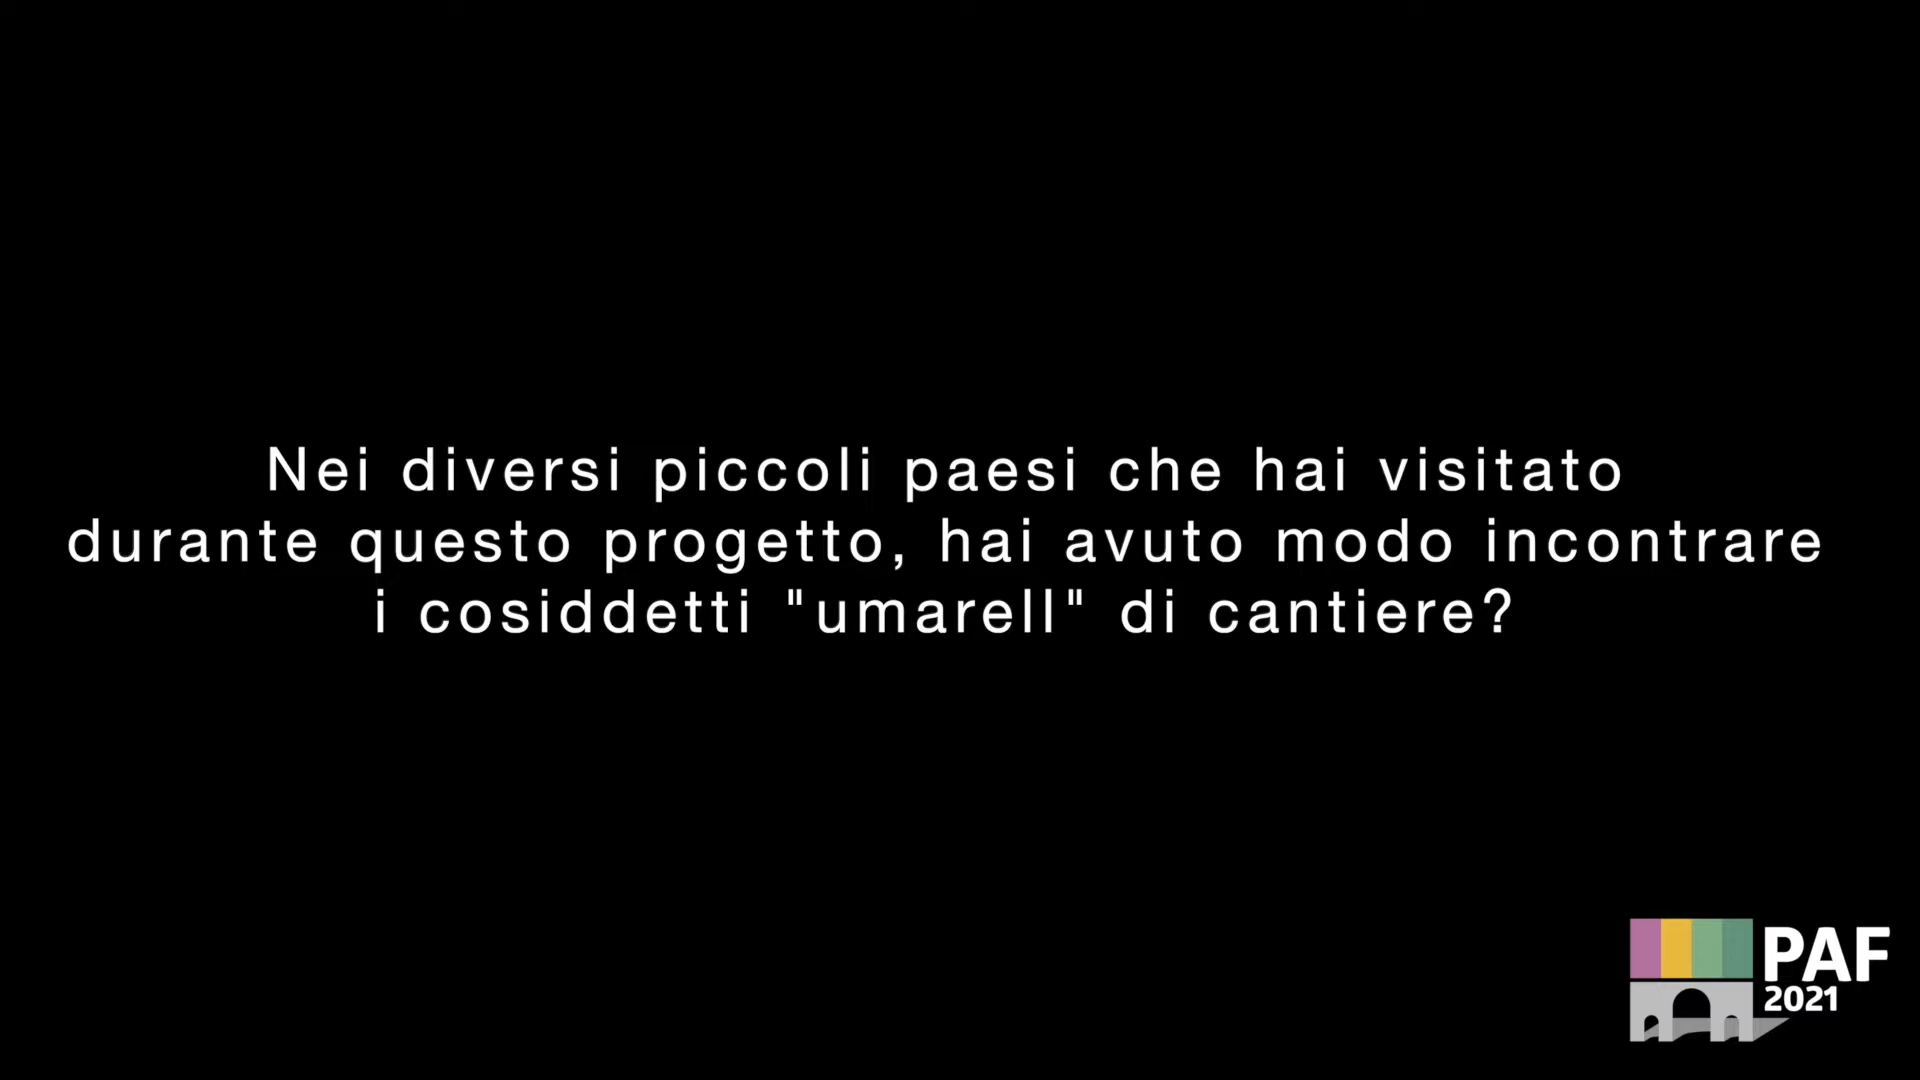 Nei diversi piccoli paesi che hai visitato
durante questo progetto, hai avuto modo incontrare
i cosiddetti "umarell" di cantiere?
PAF
2021